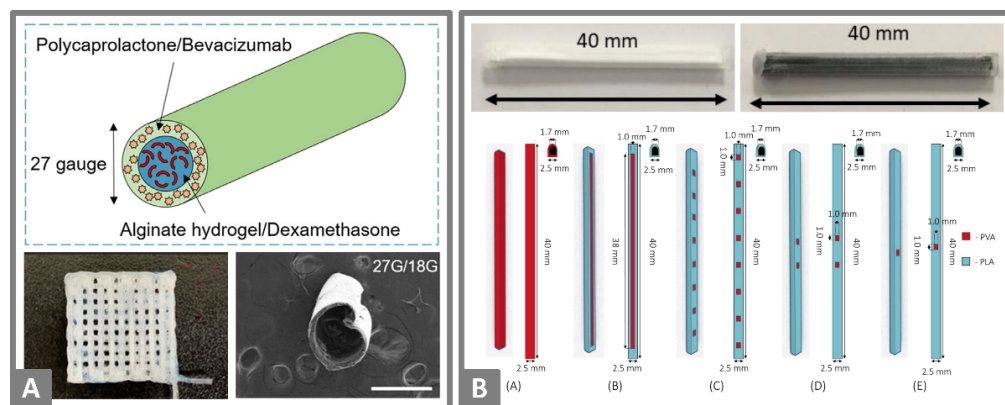 Polycaprolactone/Bevacizumab
27 gauge
Alginate hydrogel/Dexamethasone
27G/18G
A
40 mm
40 mm
1.7 mm
2.5 mm
40 mm
2.5 mm
(A)
1.0 mm
1.7 mm
2.5 mm
38 mm
40 mm
2.5 mm
(B)
1.0 mm
1.7 mm
1.0 mm
2.5 mm
40 mm
2.5 mm
(C)
1.7 mm
2.5 mm
1.0 mm
1.0 mm
40 mm
2.5 mm
(D)
1.7 mm
2.5 mm
1.0 mm
1.0 mm
40 mm
2.5 mm
(E)
- PVA
- PLA
B